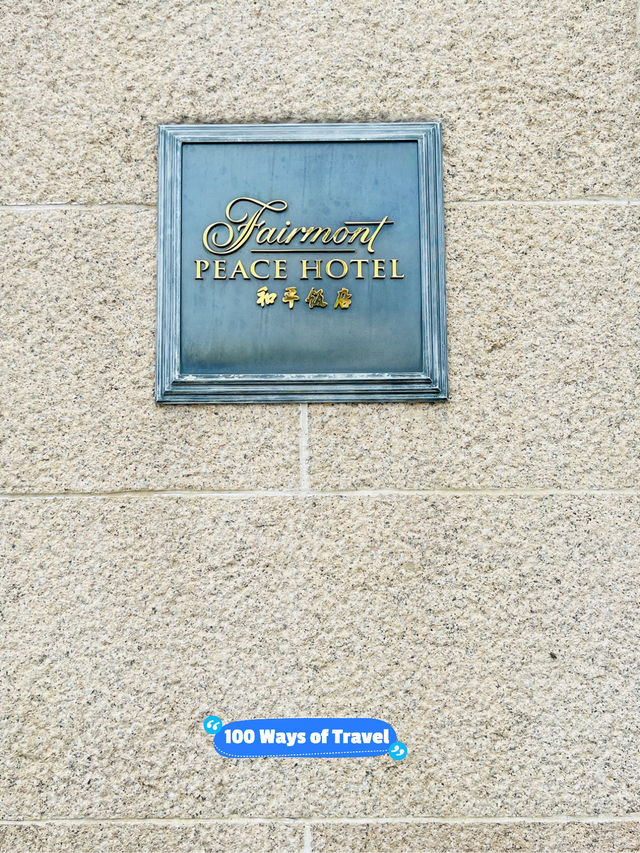 Fairmont
PEACE HOTEL
和平饭店
100 Ways of Travel